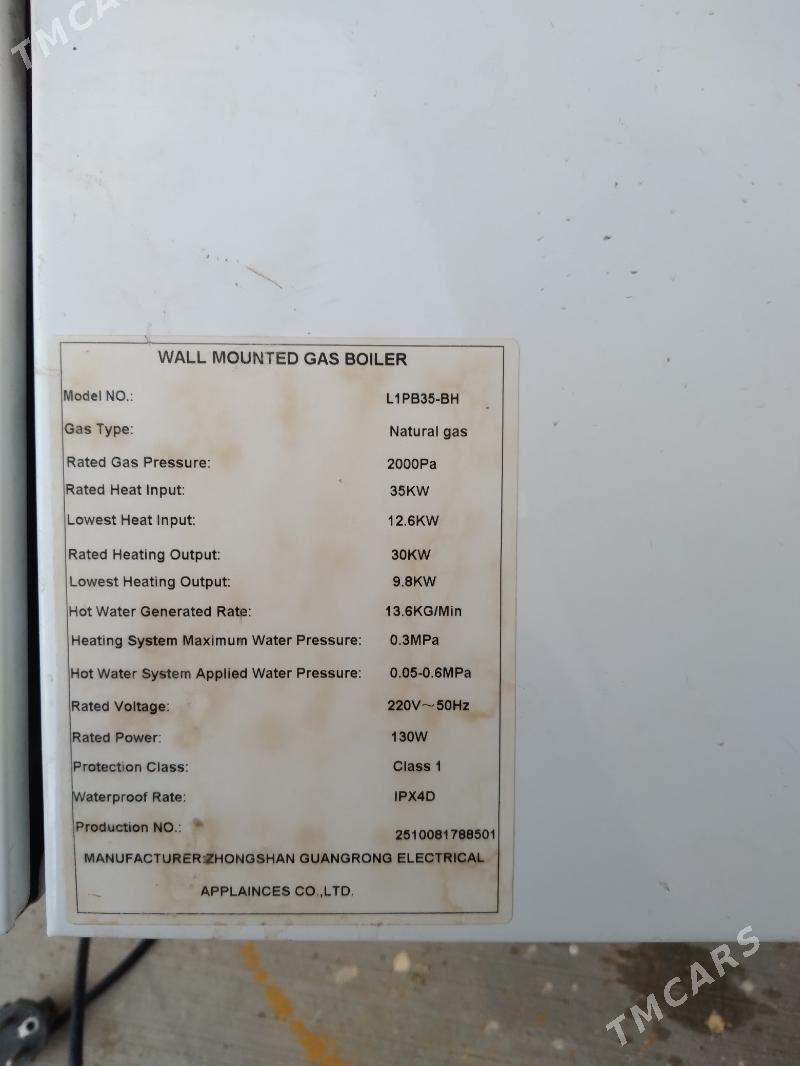 TMCARS
WALL MOUNTED GAS BOILER
Model NO.: L1PB35-BH
Gas Type: Natural gas
Rated Gas Pressure: 2000Pa
Rated Heat Input: 35KW
Lowest Heat Input: 12.6KW
Rated Heating Output: 30KW
Lowest Heating Output: 9.8KW
Hot Water Generated Rate: 13.6KG/Min
Heating System Maximum Water Pressure: 0.3MPa
Hot Water System Applied Water Pressure: 0.05-0.6MPa
Rated Voltage: 220V~50Hz
Rated Power: 130W
Protection Class: Class 1
Waterproof Rate: IPX4D
Production NO.: 2510081788501
MANUFACTURER:ZHONGSHAN GUANGRONG ELECTRICAL
APPLAINCES CO.,LTD.
TMCARS